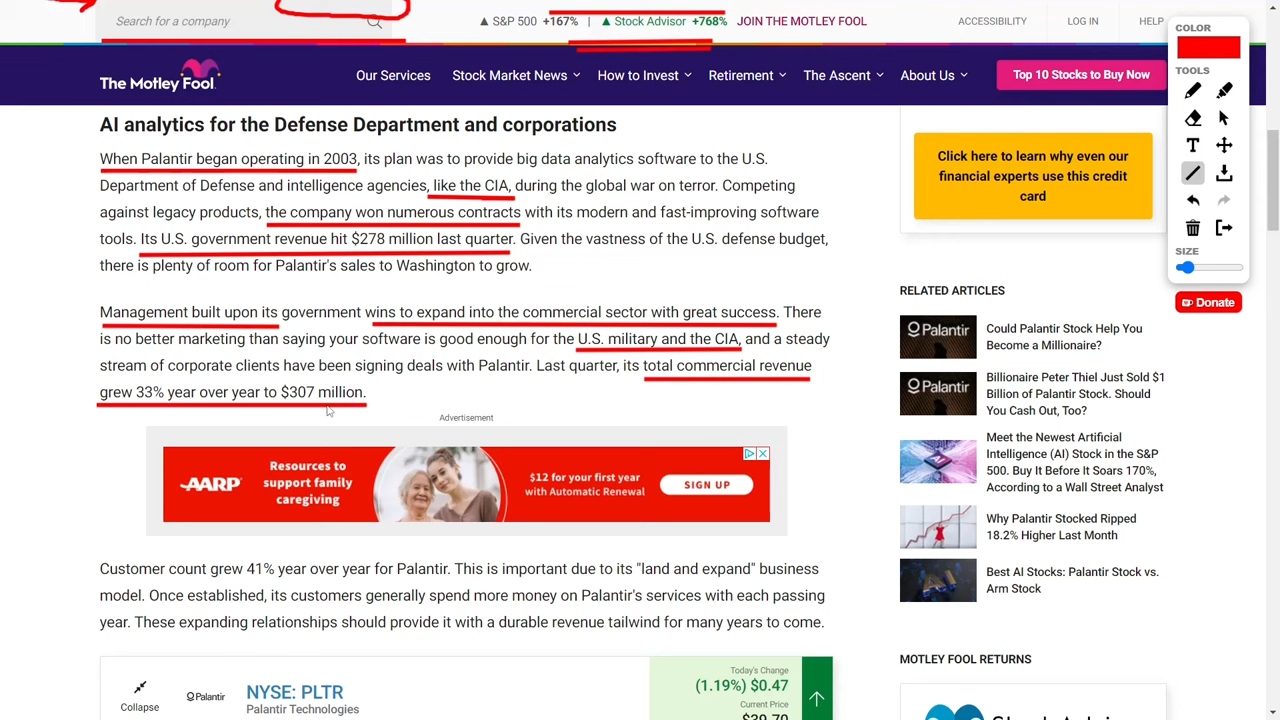 Search for a company
▲ S&P 500 +167% | ▲ Stock Advisor +768% JOIN THE MOTLEY FOOL
ACCESSIBILITY LOG IN HELP
The Motley Fool
Our Services Stock Market News How to Invest Retirement The Ascent About Us Top 10 Stocks to Buy Now
AI analytics for the Defense Department and corporations
When Palantir began operating in 2003, its plan was to provide big data analytics software to the U.S.
Department of Defense and intelligence agencies, like the CIA, during the global war on terror. Competing
against legacy products, the company won numerous contracts with its modern and fast-improving software
tools. Its U.S. government revenue hit $278 million last quarter. Given the vastness of the U.S. defense budget,
there is plenty of room for Palantir's sales to Washington to grow.
Management built upon its government wins to expand into the commercial sector with great success. There
is no better marketing than saying your software is good enough for the U.S. military and the CIA, and a steady
stream of corporate clients have been signing deals with Palantir. Last quarter, its total commercial revenue
grew 33% year over year to $307 million.
Advertisement
AARP
Resources to
support family
caregiving
$12 for your first year
with Automatic Renewal
SIGN UP
Customer count grew 41% year over year for Palantir. This is important due to its "land and expand" business
model. Once established, its customers generally spend more money on Palantir's services with each passing
year. These expanding relationships should provide it with a durable revenue tailwind for many years to come.
Collapse
Palantir
NYSE: PLTR
Palantir Technologies
Today's Change
(1.19%) $0.47
Current Price
$39.70
Click here to learn why even our
financial experts use this credit
card
RELATED ARTICLES
Palantir
Could Palantir Stock Help You
Become a Millionaire?
Palantir
Billionaire Peter Thiel Just Sold $1
Billion of Palantir Stock. Should
You Cash Out, Too?
AI
Meet the Newest Artificial
Intelligence (AI) Stock in the S&P
500. Buy It Before It Soars 170%,
According to a Wall Street Analyst
Why Palantir Stocked Ripped
18.2% Higher Last Month
Best AI Stocks: Palantir Stock vs.
Arm Stock
MOTLEY FOOL RETURNS
COLOR
TOOLS
T
SIZE
Donate